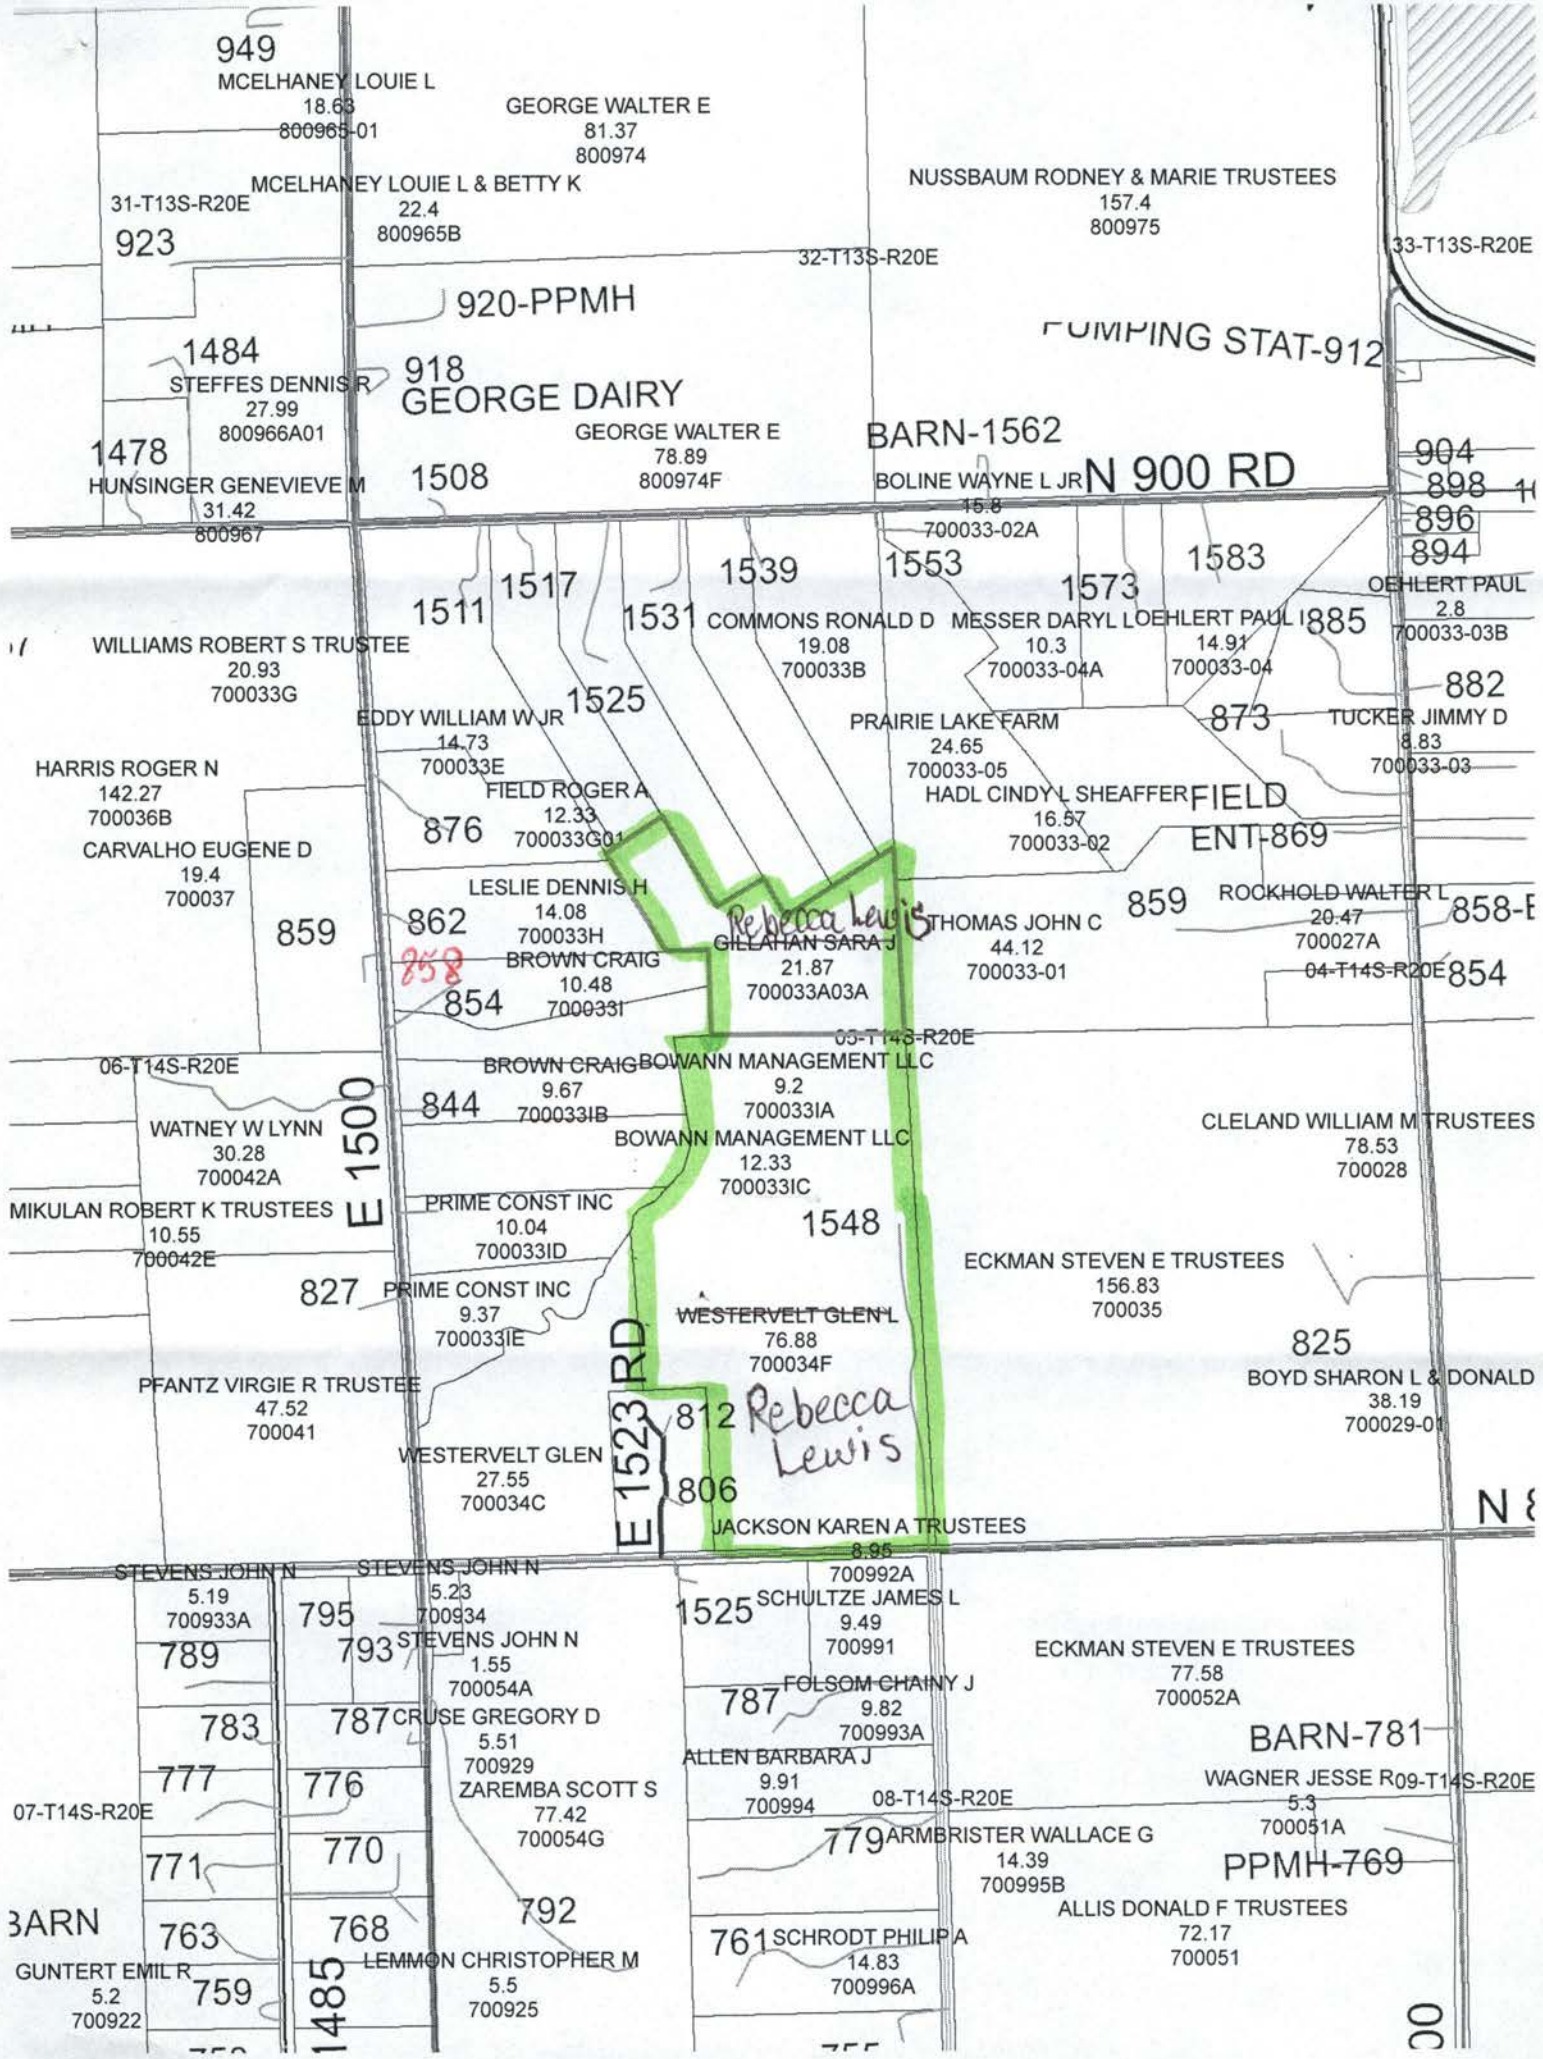 949
MCELHANEY LOUIE L
18.63
800965-01
GEORGE WALTER E
81.37
800974
MCELHANEY LOUIE L & BETTY K
22.4
800965B
NUSSBAUM RODNEY & MARIE TRUSTEES
157.4
800975
31-T13S-R20E
923
32-T13S-R20E
33-T13S-R20E
920-PPMH
PUMPING STAT-912
1484
STEFFES DENNIS R
27.99
800966A01
918
GEORGE DAIRY
GEORGE WALTER E
78.89
800974F
BARN-1562
BOLINE WAYNE L JR
15.8
700033-02A
N 900 RD
1478
HUNSINGER GENEVIEVE M
31.42
800967
1508
904
898
896
894
1511
1517
1531
1539
1553
1573
1583
OEHLERT PAUL
2.8
700033-03B
WILLIAMS ROBERT S TRUSTEE
20.93
700033G
COMMONS RONALD D
19.08
700033B
MESSER DARYL L
10.3
700033-04A
OEHLERT PAUL I
14.91
700033-04
885
882
1525
EDDY WILLIAM W JR
14.73
700033E
PRAIRIE LAKE FARM
24.65
700033-05
873
TUCKER JIMMY D
8.83
700033-03
HARRIS ROGER N
142.27
700036B
FIELD ROGER A
12.33
700033G01
876
HADL CINDY L SHEAFFER
16.57
700033-02
FIELD
ENT-869
CARVALHO EUGENE D
19.4
700037
859
862
LESLIE DENNIS H
14.08
700033H
Rebecca Lewis
GILLAHAN SARA J
21.87
700033A03A
THOMAS JOHN C
44.12
700033-01
859
ROCKHOLD WALTER L
20.47
700027A
858-E
858
BROWN CRAIG
10.48
700033I
854
04-T14S-R20E
854
05-T14S-R20E
06-T14S-R20E
BROWN CRAIG
9.67
700033IB
BOWANN MANAGEMENT LLC
9.2
700033IA
844
E 1500
WATNEY W LYNN
30.28
700042A
BOWANN MANAGEMENT LLC
12.33
700033IC
CLELAND WILLIAM M TRUSTEES
78.53
700028
MIKULAN ROBERT K TRUSTEES
10.55
700042E
PRIME CONST INC
10.04
700033ID
1548
827
PRIME CONST INC
9.37
700033IE
ECKMAN STEVEN E TRUSTEES
156.83
700035
WESTERVELT GLEN L
76.88
700034F
825
PFANTZ VIRGIE R TRUSTEE
47.52
700041
E 1523 RD
812
Rebecca
Lewis
BOYD SHARON L & DONALD
38.19
700029-01
WESTERVELT GLEN
27.55
700034C
806
JACKSON KAREN A TRUSTEES
8.95
700992A
N 8
STEVENS JOHN N
5.19
700933A
STEVENS JOHN N
5.23
700934
795
793
STEVENS JOHN N
1.55
700054A
1525
SCHULTZE JAMES L
9.49
700991
789
ECKMAN STEVEN E TRUSTEES
77.58
700052A
787
FOLSOM CHAINY J
9.82
700993A
783
787
CRUSE GREGORY D
5.51
700929
BARN-781
777
776
ZAREMBA SCOTT S
77.42
700054G
ALLEN BARBARA J
9.91
700994
08-T14S-R20E
WAGNER JESSE R
5.3
700051A
09-T14S-R20E
07-T14S-R20E
771
770
779
ARMBRISTER WALLACE G
14.39
700995B
PPMH-769
ALLIS DONALD F TRUSTEES
72.17
700051
792
BARN
763
768
761
SCHRODT PHILIP A
14.83
700996A
GUNTERT EMIL R
5.2
700922
759
1485
LEMMON CHRISTOPHER M
5.5
700925
00
755